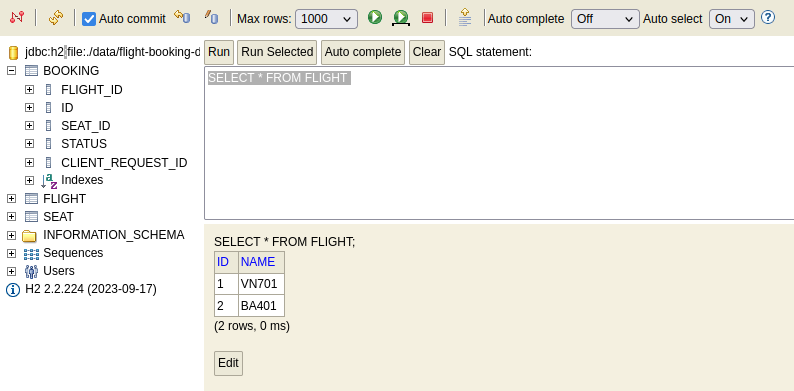 Auto commit Max rows: 1000 Auto complete Off Auto select On
jdbc:h2:file:./data/flight-booking-d
Run Run Selected Auto complete Clear SQL statement:
BOOKING
FLIGHT_ID
ID
SEAT_ID
STATUS
CLIENT_REQUEST_ID
Indexes
FLIGHT
SEAT
INFORMATION_SCHEMA
Sequences
Users
H2 2.2.224 (2023-09-17)
SELECT * FROM FLIGHT
SELECT * FROM FLIGHT;
ID NAME
1 VN701
2 BA401
(2 rows, 0 ms)
Edit